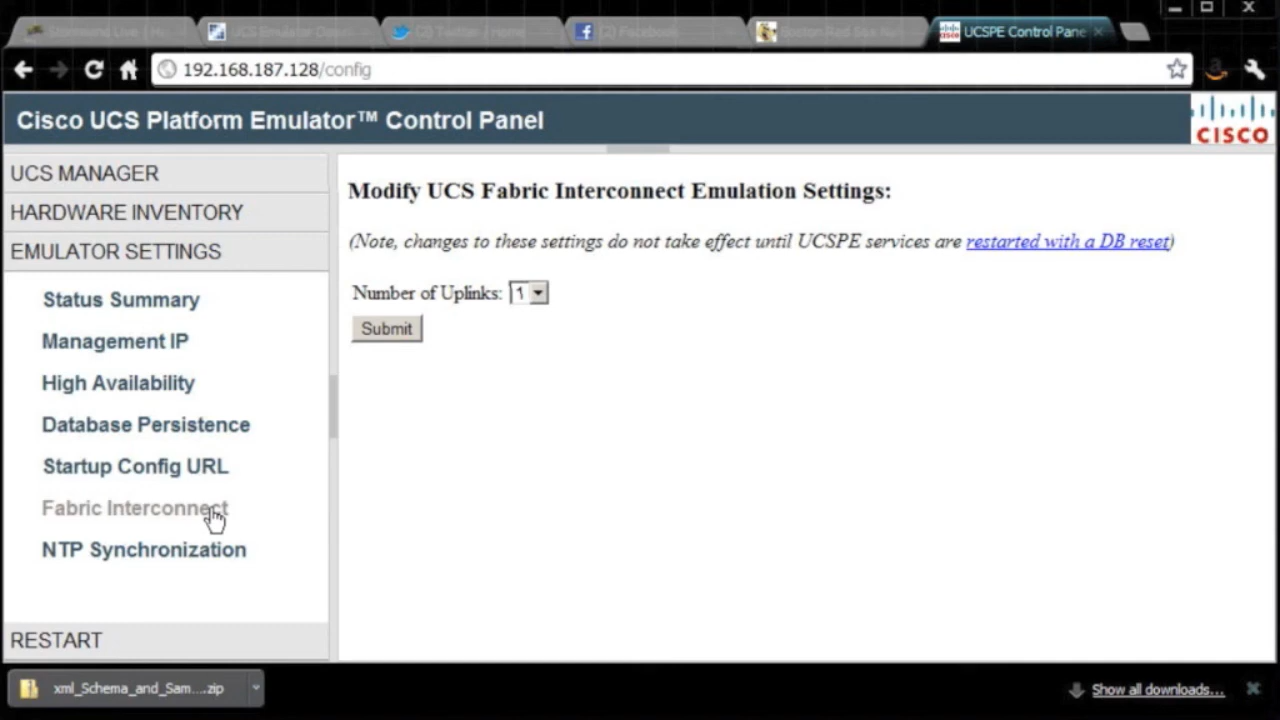 UCSPE Control Pane
192.168.187.128/config
Cisco UCS Platform Emulator™ Control Panel
CISCO
UCS MANAGER
HARDWARE INVENTORY
EMULATOR SETTINGS
Status Summary
Management IP
High Availability
Database Persistence
Startup Config URL
Fabric Interconnect
NTP Synchronization
RESTART
Modify UCS Fabric Interconnect Emulation Settings:
(Note, changes to these settings do not take effect until UCSPE services are restarted with a DB reset)
Number of Uplinks: 1
Submit
xml_Schema_and_Sam....zip
Show all downloads...